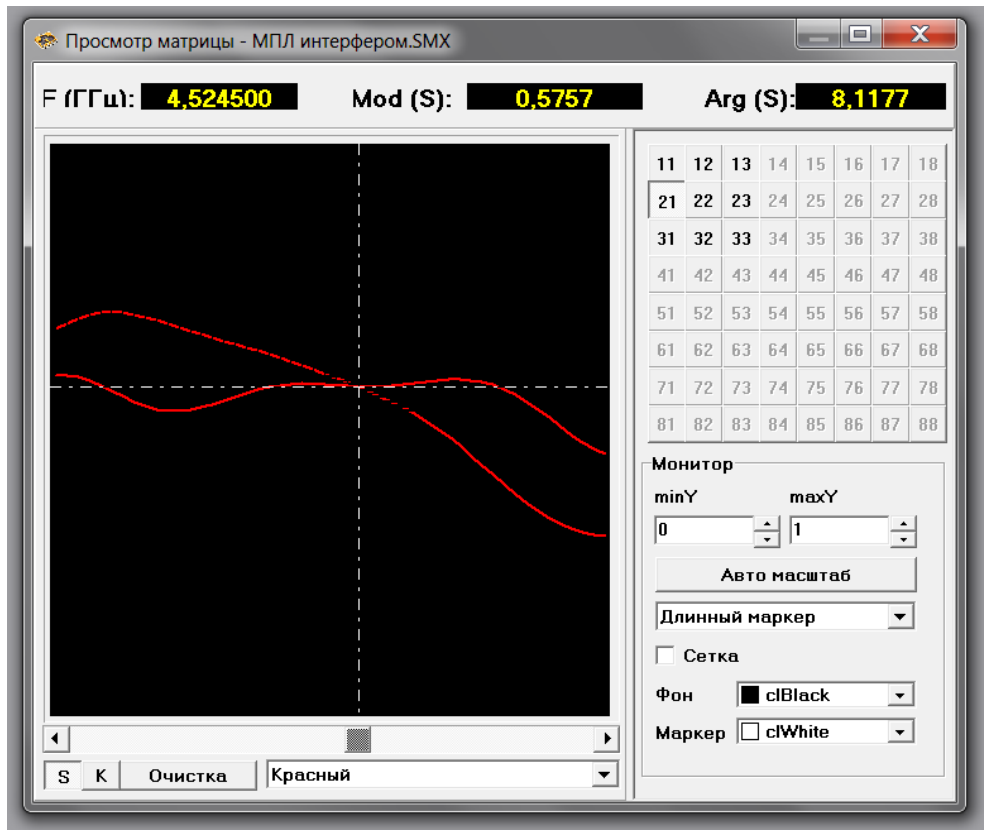 Просмотр матрицы - МПЛ интерфером.SMX
F (ГГц): 4,524500 Mod (S): 0,5757 Arg (S): 8,1177
11 12 13 14 15 16 17 18
21 22 23 24 25 26 27 28
31 32 33 34 35 36 37 38
41 42 43 44 45 46 47 48
51 52 53 54 55 56 57 58
61 62 63 64 65 66 67 68
71 72 73 74 75 76 77 78
81 82 83 84 85 86 87 88
Монитор
minY maxY
0 1
Авто масштаб
Длинный маркер
Сетка
Фон clBlack
Маркер clWhite
S K Очистка Красный